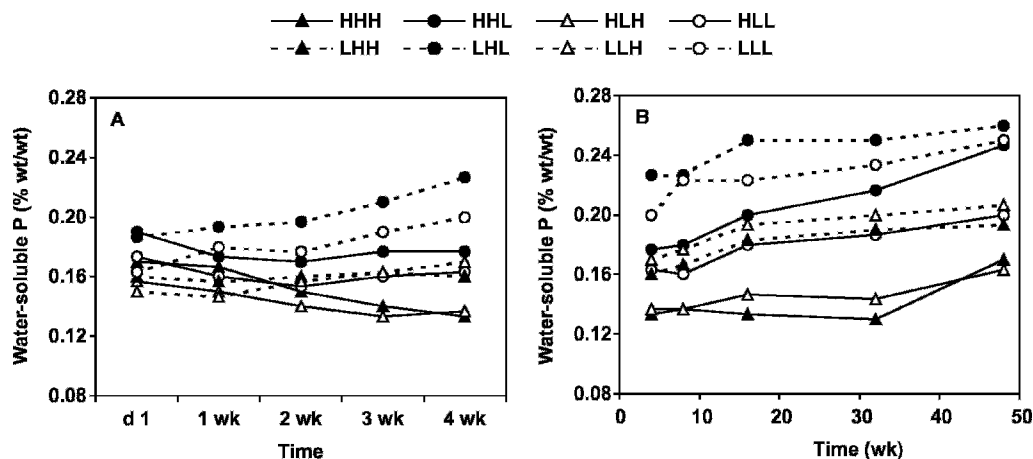 HHH HHL HLH HLL
LHH LHL LLH LLL
A
Water-soluble P (% wt/wt)
0.28
0.24
0.20
0.16
0.12
0.08
d 1 1 wk 2 wk 3 wk 4 wk
Time
B
Water-soluble P (% wt/wt)
0.28
0.24
0.20
0.16
0.12
0.08
0 10 20 30 40 50
Time (wk)